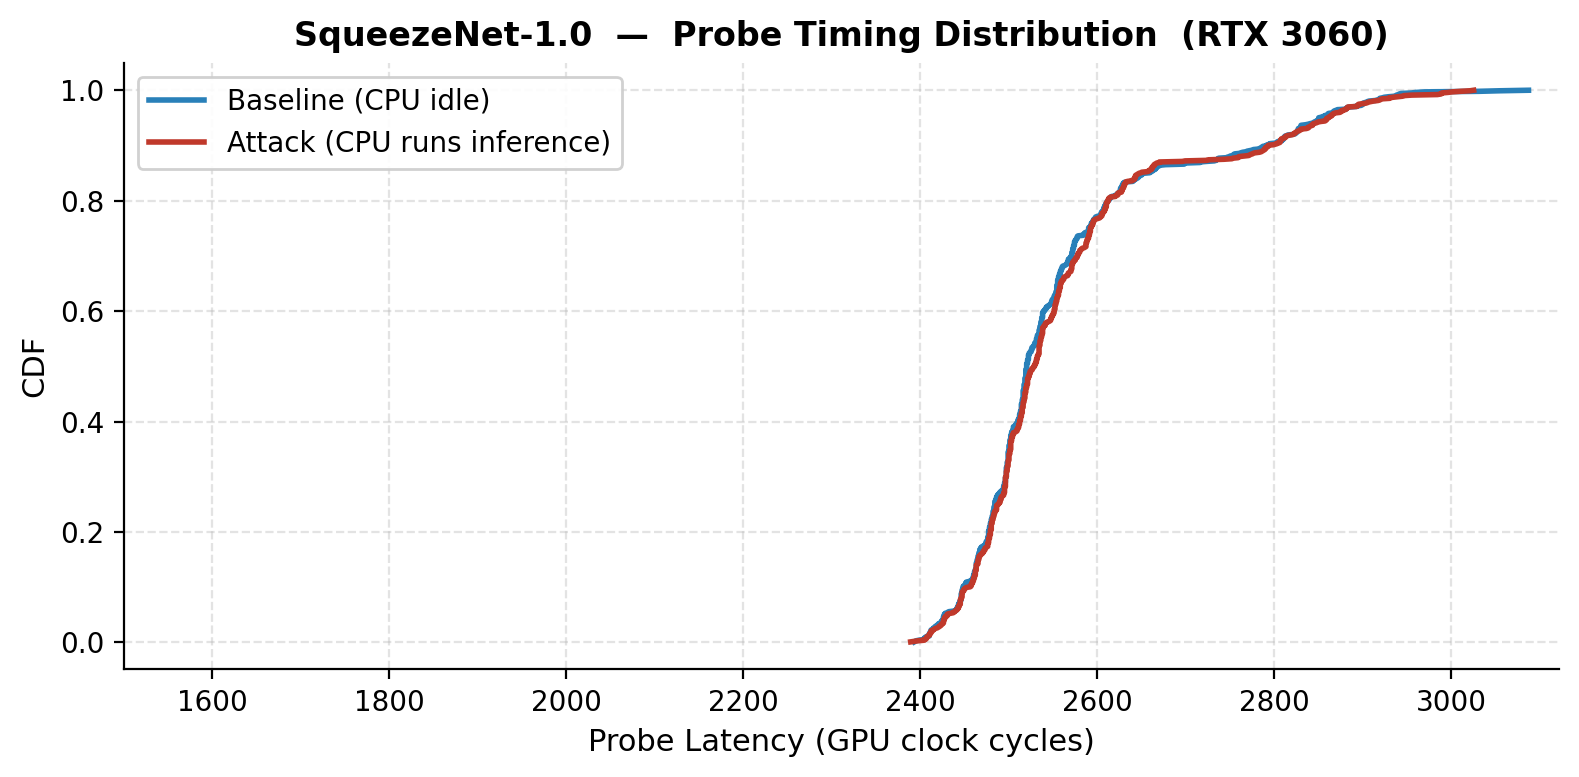 SqueezeNet-1.0 — Probe Timing Distribution (RTX 3060)
Baseline (CPU idle)
Attack (CPU runs inference)
CDF
1.0
0.8
0.6
0.4
0.2
0.0
1600 1800 2000 2200 2400 2600 2800 3000
Probe Latency (GPU clock cycles)